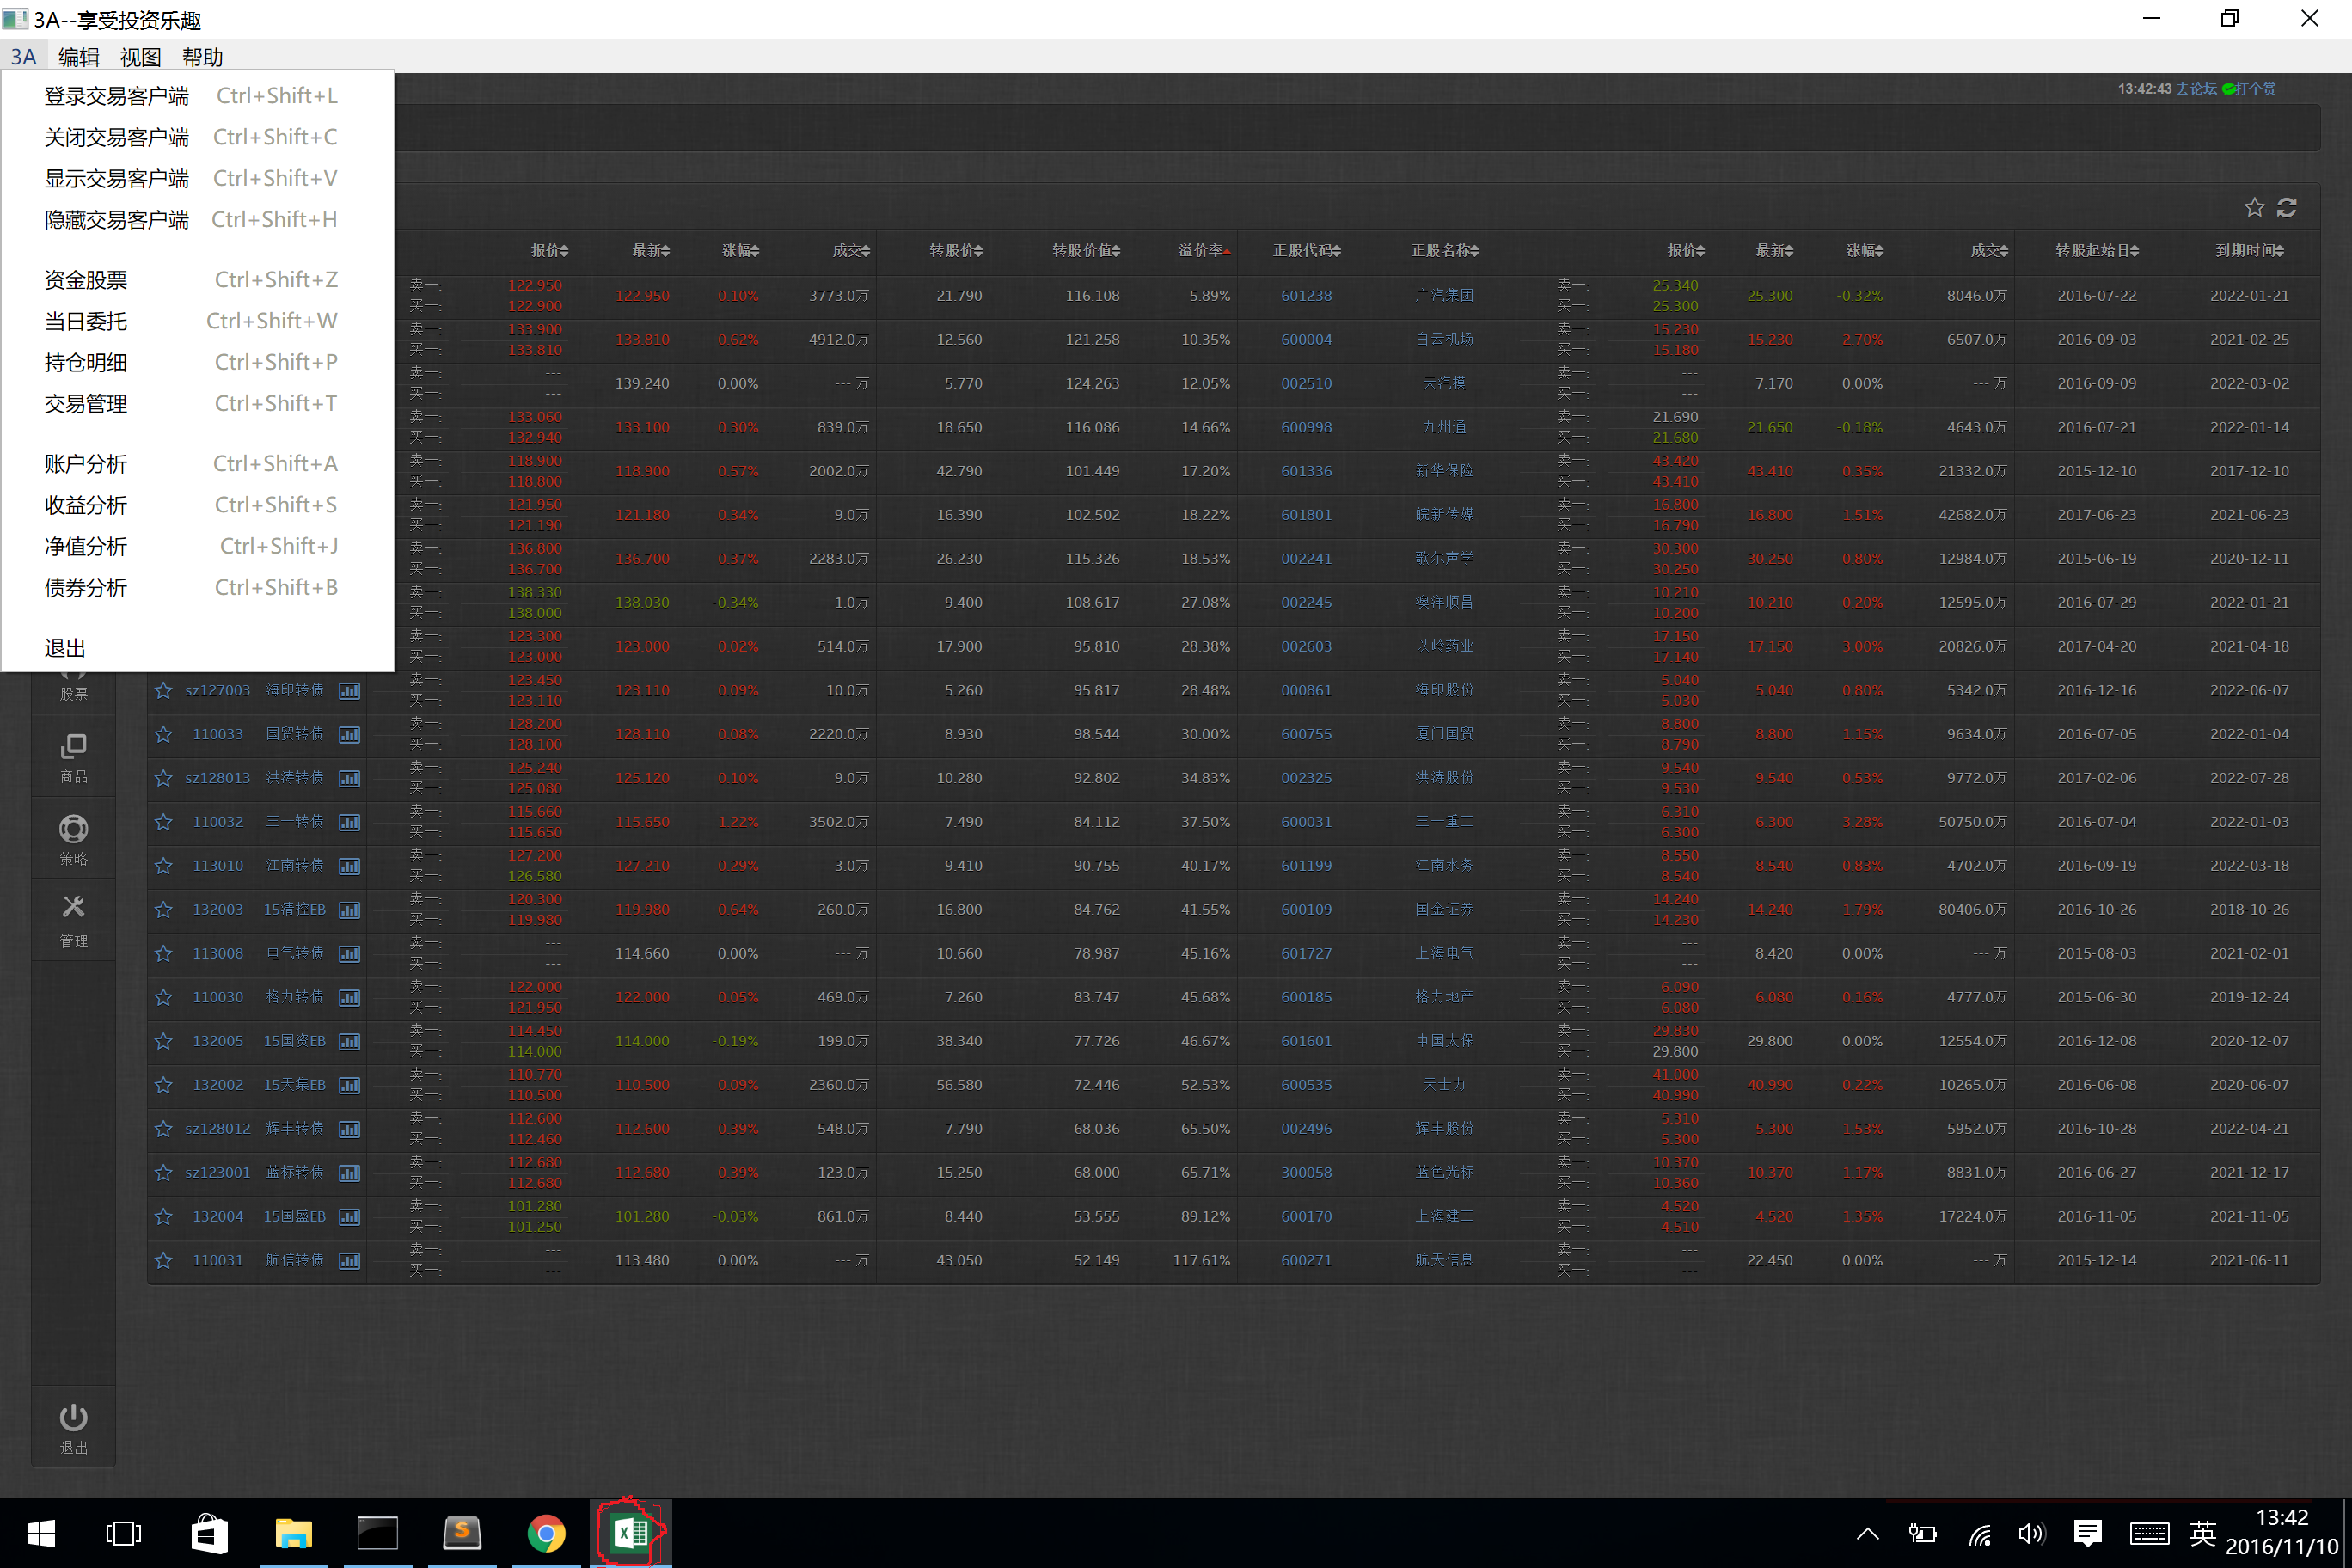 3A--享受投资乐趣
3A 编辑 视图 帮助
13:42:43 去论坛 打个赏
登录交易客户端 Ctrl+Shift+L
关闭交易客户端 Ctrl+Shift+C
显示交易客户端 Ctrl+Shift+V
隐藏交易客户端 Ctrl+Shift+H
资金股票 Ctrl+Shift+Z
当日委托 Ctrl+Shift+W
持仓明细 Ctrl+Shift+P
交易管理 Ctrl+Shift+T
账户分析 Ctrl+Shift+A
收益分析 Ctrl+Shift+S
净值分析 Ctrl+Shift+J
债券分析 Ctrl+Shift+B
退出
股票
商品
策略
管理
退出
报价 最新 涨幅 成交 转股价 转股价值 溢价率 正股代码 正股名称 报价 最新 涨幅 成交 转股起始日 到期时间
卖一: 122.950 买一: 122.900 122.950 0.10% 3773.0万 21.790 116.108 5.89% 601238 广汽集团 卖一: 25.340 买一: 25.300 25.300 -0.32% 8046.0万 2016-07-22 2022-01-21
卖一: 133.900 买一: 133.810 133.810 0.62% 4912.0万 12.560 121.258 10.35% 600004 白云机场 卖一: 15.230 买一: 15.180 15.230 2.70% 6507.0万 2016-09-03 2021-02-25
卖一: --- 买一: --- 139.240 0.00% --- 万 5.770 124.263 12.05% 002510 天汽模 卖一: --- 买一: --- 7.170 0.00% --- 万 2016-09-09 2022-03-02
卖一: 133.060 买一: 132.940 133.100 0.30% 839.0万 18.650 116.086 14.66% 600998 九州通 卖一: 21.690 买一: 21.680 21.650 -0.18% 4643.0万 2016-07-21 2022-01-14
卖一: 118.900 买一: 118.800 118.900 0.57% 2002.0万 42.790 101.449 17.20% 601336 新华保险 卖一: 43.420 买一: 43.410 43.410 0.35% 21332.0万 2015-12-10 2017-12-10
卖一: 121.950 买一: 121.190 121.180 0.34% 9.0万 16.390 102.502 18.22% 601801 皖新传媒 卖一: 16.800 买一: 16.790 16.800 1.51% 42682.0万 2017-06-23 2021-06-23
卖一: 136.800 买一: 136.700 136.700 0.37% 2283.0万 26.230 115.326 18.53% 002241 歌尔声学 卖一: 30.300 买一: 30.250 30.250 0.80% 12984.0万 2015-06-19 2020-12-11
卖一: 138.330 买一: 138.000 138.030 -0.34% 1.0万 9.400 108.617 27.08% 002245 澳洋顺昌 卖一: 10.210 买一: 10.200 10.210 0.20% 12595.0万 2016-07-29 2022-01-21
卖一: 123.300 买一: 123.000 123.000 0.02% 514.0万 17.900 95.810 28.38% 002603 以岭药业 卖一: 17.150 买一: 17.140 17.150 3.00% 20826.0万 2017-04-20 2021-04-18
sz127003 海印转债 卖一: 123.450 买一: 123.110 123.110 0.09% 10.0万 5.260 95.817 28.48% 000861 海印股份 卖一: 5.040 买一: 5.030 5.040 0.80% 5342.0万 2016-12-16 2022-06-07
110033 国贸转债 卖一: 128.200 买一: 128.100 128.110 0.08% 2220.0万 8.930 98.544 30.00% 600755 厦门国贸 卖一: 8.800 买一: 8.790 8.800 1.15% 9634.0万 2016-07-05 2022-01-04
sz128013 洪涛转债 卖一: 125.240 买一: 125.080 125.120 0.10% 9.0万 10.280 92.802 34.83% 002325 洪涛股份 卖一: 9.540 买一: 9.530 9.540 0.53% 9772.0万 2017-02-06 2022-07-28
110032 三一转债 卖一: 115.660 买一: 115.650 115.650 1.22% 3502.0万 7.490 84.112 37.50% 600031 三一重工 卖一: 6.310 买一: 6.300 6.300 3.28% 50750.0万 2016-07-04 2022-01-03
113010 江南转债 卖一: 127.200 买一: 126.580 127.210 0.29% 3.0万 9.410 90.755 40.17% 601199 江南水务 卖一: 8.550 买一: 8.540 8.540 0.83% 4702.0万 2016-09-19 2022-03-18
132003 15清控EB 卖一: 120.300 买一: 119.980 119.980 0.64% 260.0万 16.800 84.762 41.55% 600109 国金证券 卖一: 14.240 买一: 14.230 14.240 1.79% 80406.0万 2016-10-26 2018-10-26
113008 电气转债 卖一: --- 买一: --- 114.660 0.00% --- 万 10.660 78.987 45.16% 601727 上海电气 卖一: --- 买一: --- 8.420 0.00% --- 万 2015-08-03 2021-02-01
110030 格力转债 卖一: 122.000 买一: 121.950 122.000 0.05% 469.0万 7.260 83.747 45.68% 600185 格力地产 卖一: 6.090 买一: 6.080 6.080 0.16% 4777.0万 2015-06-30 2019-12-24
132005 15国资EB 卖一: 114.450 买一: 114.000 114.000 -0.19% 199.0万 38.340 77.726 46.67% 601601 中国太保 卖一: 29.830 买一: 29.800 29.800 0.00% 12554.0万 2016-12-08 2020-12-07
132002 15天集EB 卖一: 110.770 买一: 110.500 110.500 0.09% 2360.0万 56.580 72.446 52.53% 600535 天士力 卖一: 41.000 买一: 40.990 40.990 0.22% 10265.0万 2016-06-08 2020-06-07
sz128012 辉丰转债 卖一: 112.600 买一: 112.460 112.600 0.39% 548.0万 7.790 68.036 65.50% 002496 辉丰股份 卖一: 5.310 买一: 5.300 5.300 1.53% 5952.0万 2016-10-28 2022-04-21
sz123001 蓝标转债 卖一: 112.680 买一: 112.680 112.680 0.39% 123.0万 15.250 68.000 65.71% 300058 蓝色光标 卖一: 10.370 买一: 10.360 10.370 1.17% 8831.0万 2016-06-27 2021-12-17
132004 15国盛EB 卖一: 101.280 买一: 101.250 101.280 -0.03% 861.0万 8.440 53.555 89.12% 600170 上海建工 卖一: 4.520 买一: 4.510 4.520 1.35% 17224.0万 2016-11-05 2021-11-05
110031 航信转债 卖一: --- 买一: --- 113.480 0.00% --- 万 43.050 52.149 117.61% 600271 航天信息 卖一: --- 买一: --- 22.450 0.00% --- 万 2015-12-14 2021-06-11
英
13:42
2016/11/10